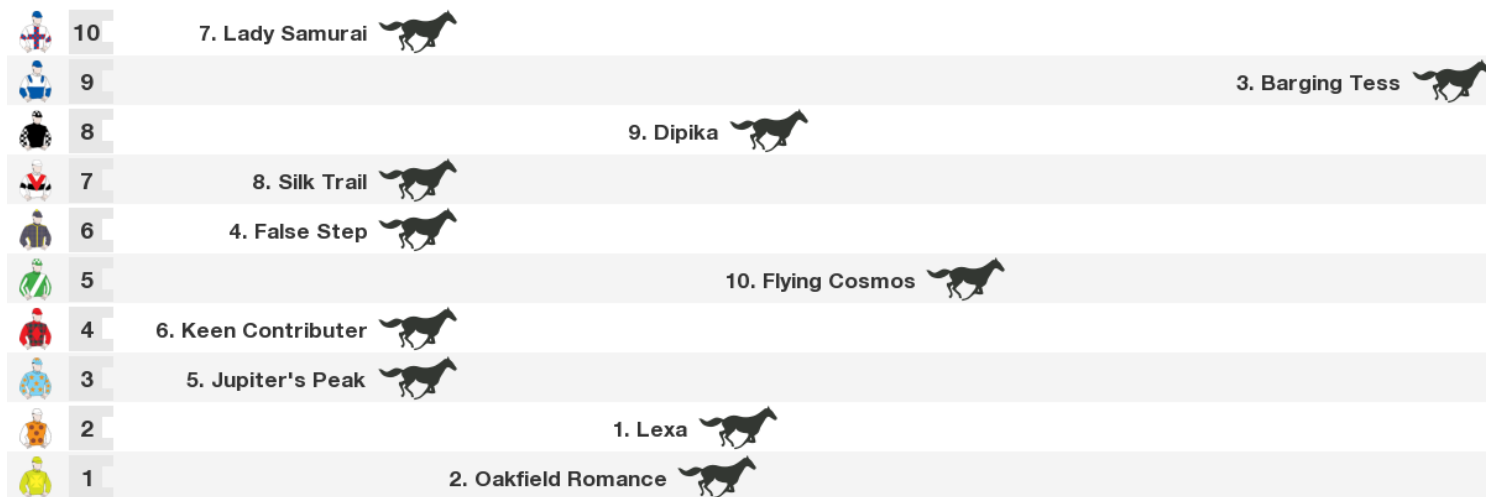 10 7. Lady Samurai
9 3. Barging Tess
8 9. Dipika
7 8. Silk Trail
6 4. False Step
5 10. Flying Cosmos
4 6. Keen Contributer
3 5. Jupiter's Peak
2 1. Lexa
1 2. Oakfield Romance